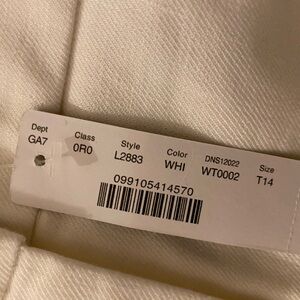 Dept Class Style Color DNS12022 Size
GA7 0R0 L2883 WHI WT0002 T14
099105414570